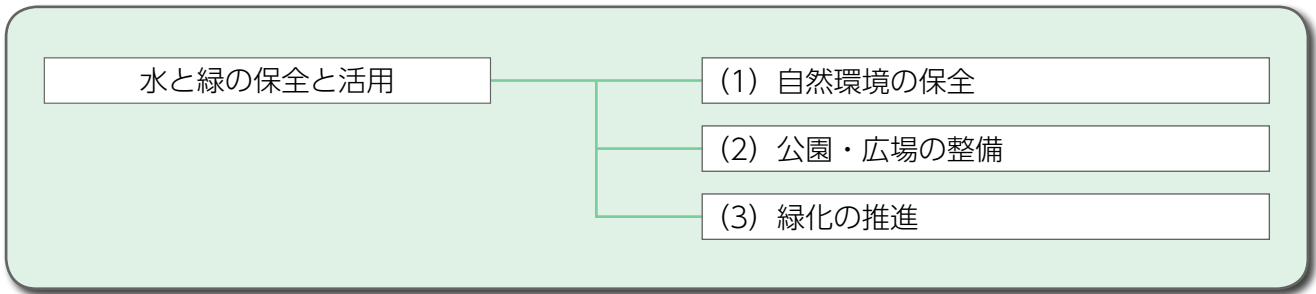 水と緑の保全と活用
(1) 自然環境の保全
(2) 公園・広場の整備
(3) 緑化の推進